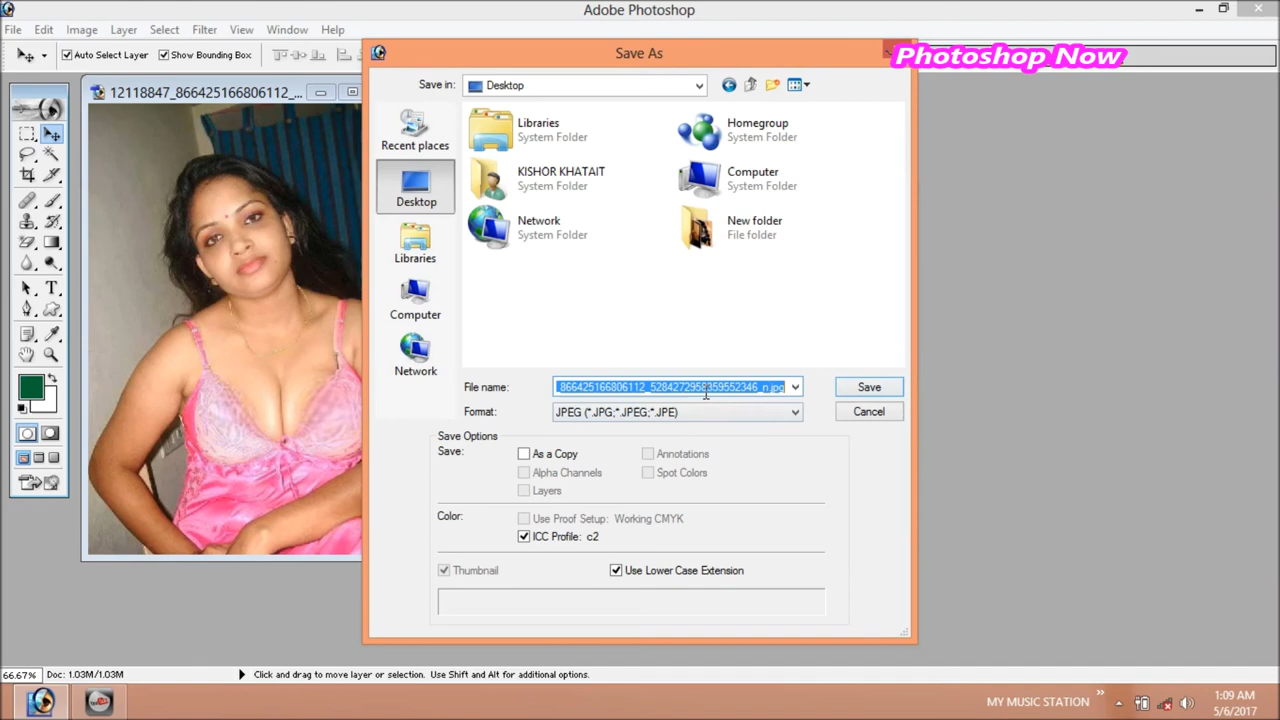 Adobe Photoshop
File Edit Image Layer Select Filter View Window Help
Auto Select Layer Show Bounding Box
Photoshop Now
12118847_866425166806112_...
Save As
Save in: Desktop
Recent places
Desktop
Libraries
Computer
Network
Libraries
System Folder
Homegroup
System Folder
KISHOR KHATAIT
System Folder
Computer
System Folder
Network
System Folder
New folder
File folder
File name: _866425166806112_5284272958359552346_n.jpg
Save
Format: JPEG (*.JPG;*.JPEG;*.JPE)
Cancel
Save Options
Save: As a Copy Annotations
Alpha Channels Spot Colors
Layers
Color: Use Proof Setup: Working CMYK
ICC Profile: c2
Thumbnail Use Lower Case Extension
66.67% Doc: 1.03M/1.03M Click and drag to move layer or selection. Use Shift and Alt for additional options.
MY MUSIC STATION
1:09 AM
5/6/2017